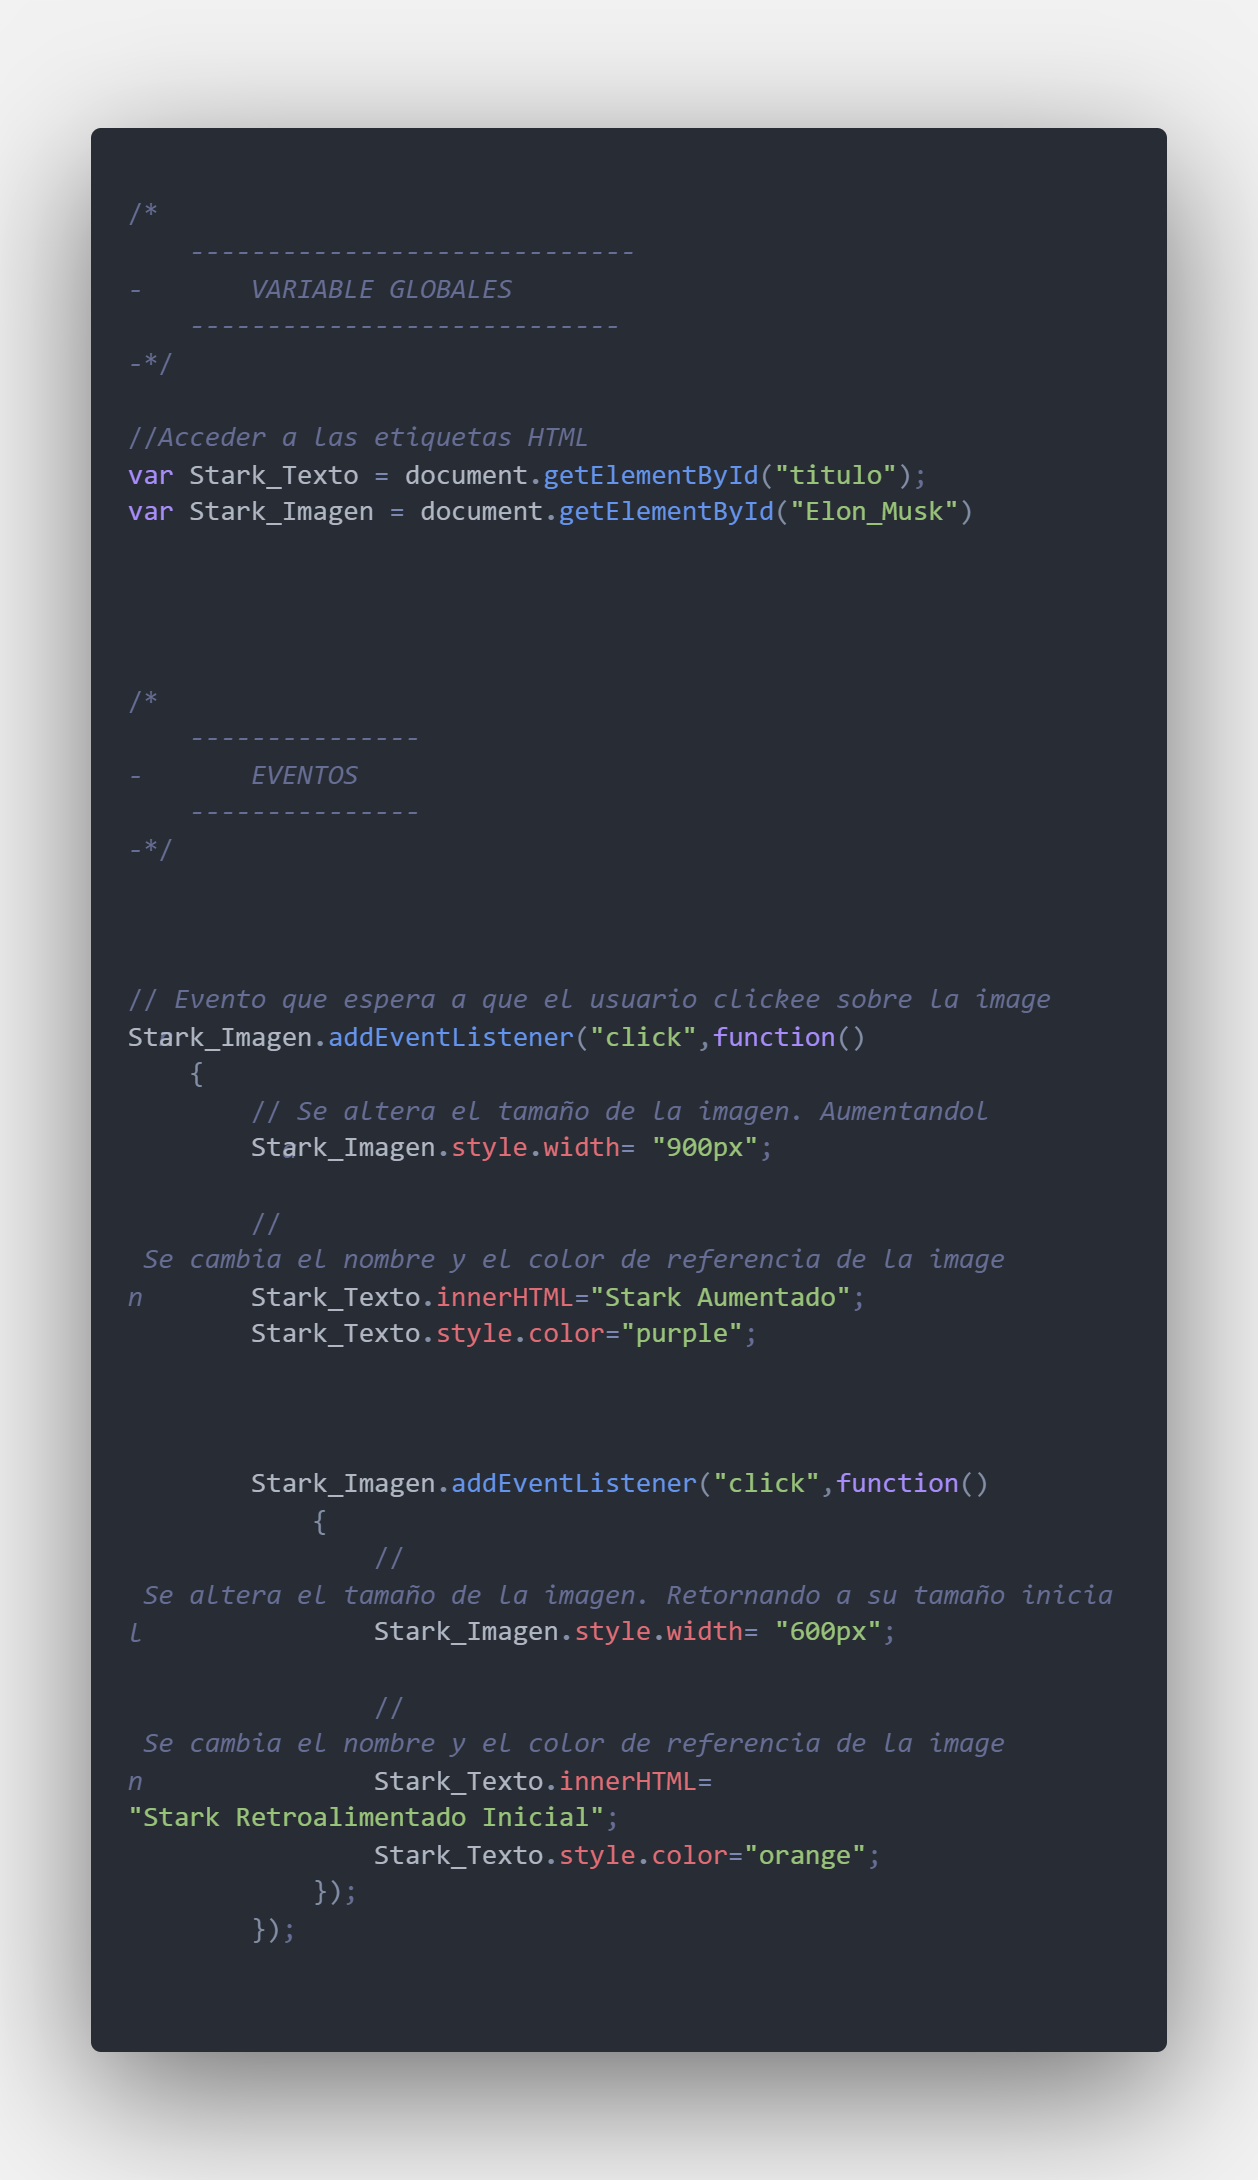 /*
    -----------------------------
-       VARIABLE GLOBALES
    ----------------------------
-*/
//Acceder a las etiquetas HTML
var Stark_Texto = document.getElementById("titulo");
var Stark_Imagen = document.getElementById("Elon_Musk")
/*
    ---------------
-       EVENTOS
    ---------------
-*/
// Evento que espera a que el usuario clickee sobre la image
Stark_Imagen.addEventListener("click",function()
    {
        // Se altera el tamaño de la imagen. Aumentandol
        Stark_Imagen.style.width= "900px";
        //
 Se cambia el nombre y el color de referencia de la image
n       Stark_Texto.innerHTML="Stark Aumentado";
        Stark_Texto.style.color="purple";
        Stark_Imagen.addEventListener("click",function()
            {
                //
 Se altera el tamaño de la imagen. Retornando a su tamaño inicia
l               Stark_Imagen.style.width= "600px";
                //
 Se cambia el nombre y el color de referencia de la image
n               Stark_Texto.innerHTML=
"Stark Retroalimentado Inicial";
                Stark_Texto.style.color="orange";
            });
        });